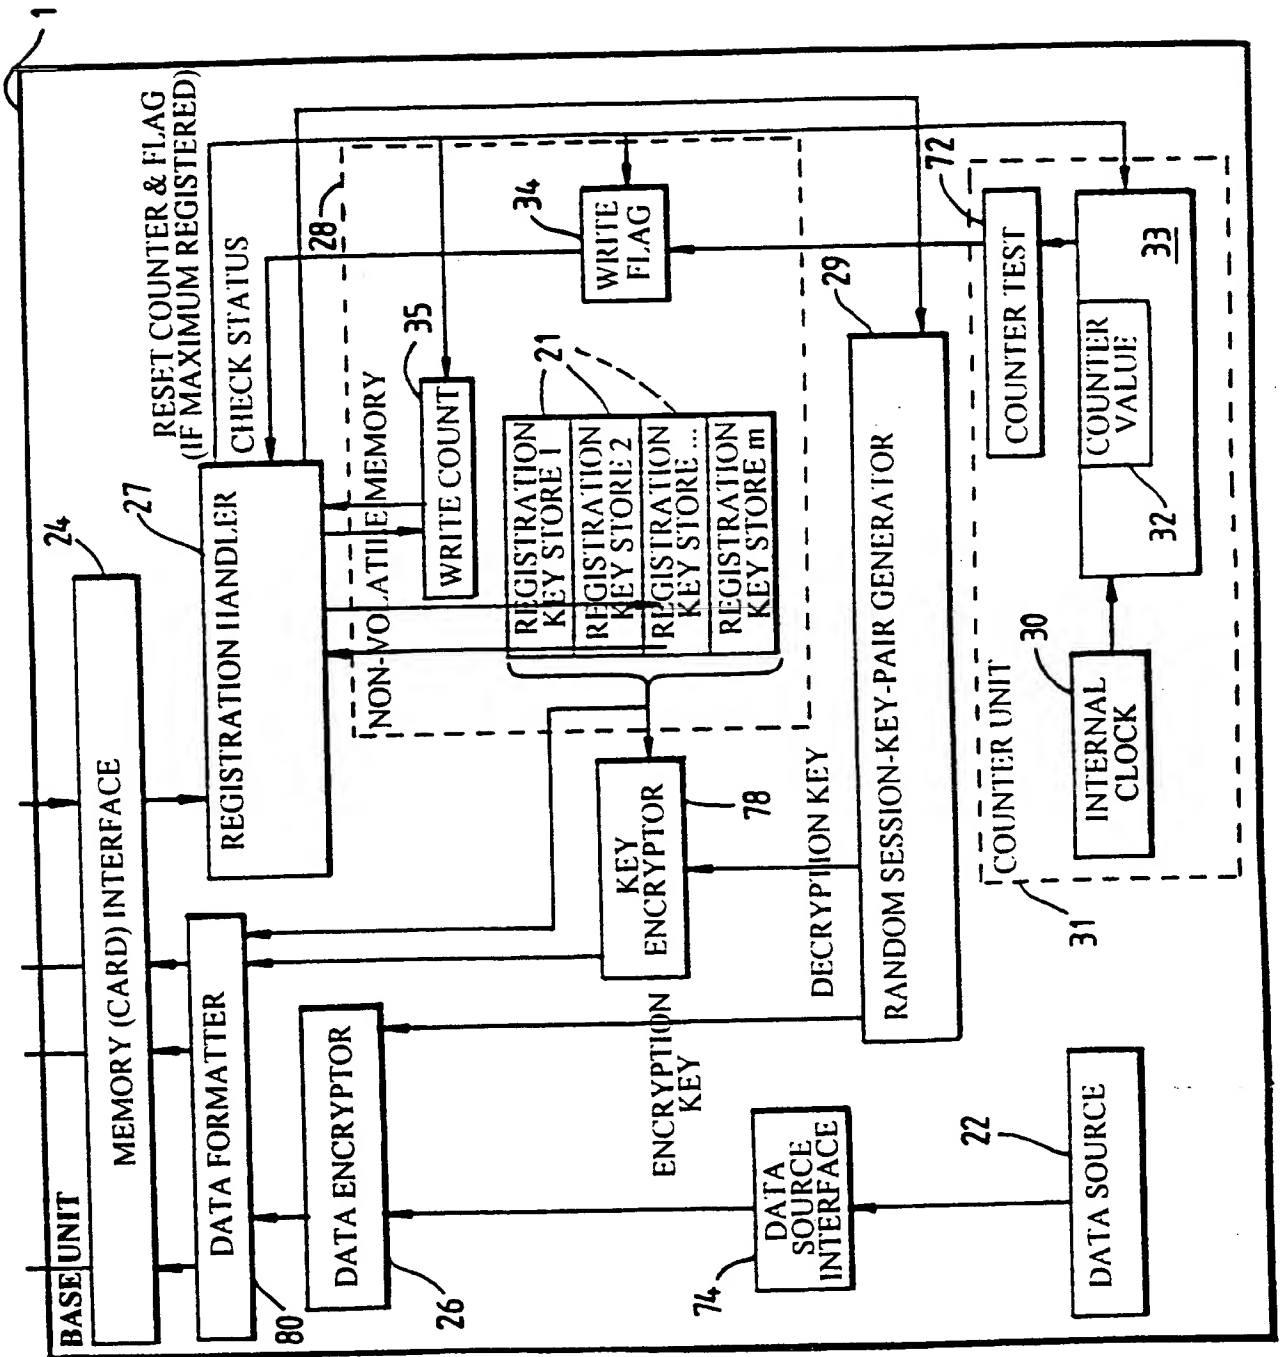 1
BASE UNIT
MEMORY (CARD) INTERFACE
24
DATA FORMATTER
80
REGISTRATION HANDLER
27
RESET COUNTER & FLAG
(IF MAXIMUM REGISTERED)
CHECK STATUS
DATA ENCRYPTOR
26
28
NON-VOLATILE MEMORY
WRITE COUNT
35
WRITE
FLAG
34
REGISTRATION
KEY STORE 1
REGISTRATION
KEY STORE 2
REGISTRATION
KEY STORE ...
REGISTRATION
KEY STORE m
21
KEY
ENCRYPTOR
78
ENCRYPTION
KEY
DECRYPTION KEY
RANDOM SESSION-KEY-PAIR GENERATOR
29
DATA
SOURCE
INTERFACE
74
DATA SOURCE
22
COUNTER UNIT
31
COUNTER TEST
72
COUNTER
VALUE
32
33
INTERNAL
CLOCK
30